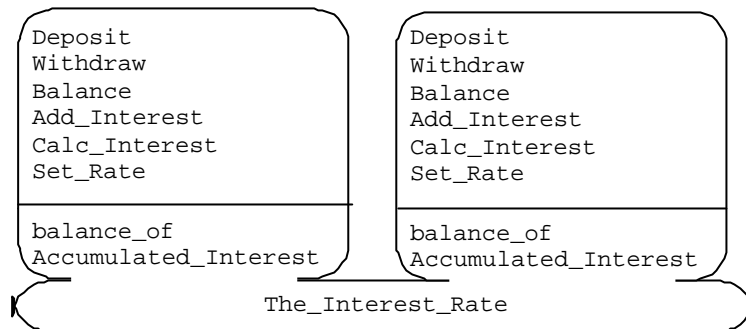 Deposit
Withdraw
Balance
Add_Interest
Calc_Interest
Set_Rate
balance_of
Accumulated_Interest
Deposit
Withdraw
Balance
Add_Interest
Calc_Interest
Set_Rate
balance_of
Accumulated_Interest
The_Interest_Rate